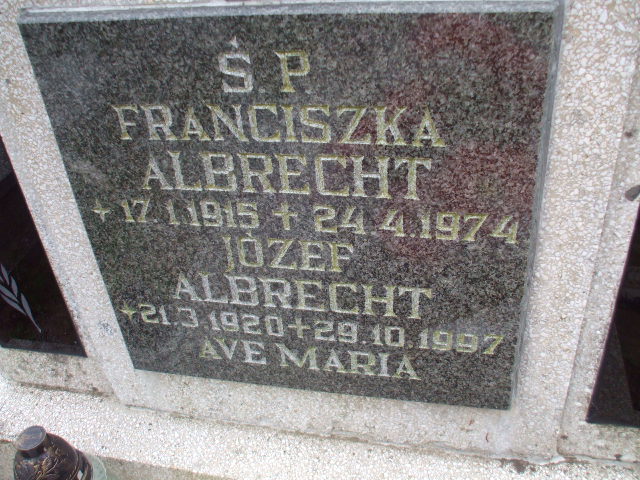 Ś. P.
FRANCISZKA
ALBRECHT
+ 17.1.1915 + 24.4.1974
JÓZEF
ALBRECHT
+21.3.1920+29.10.1997
AVE MARIA